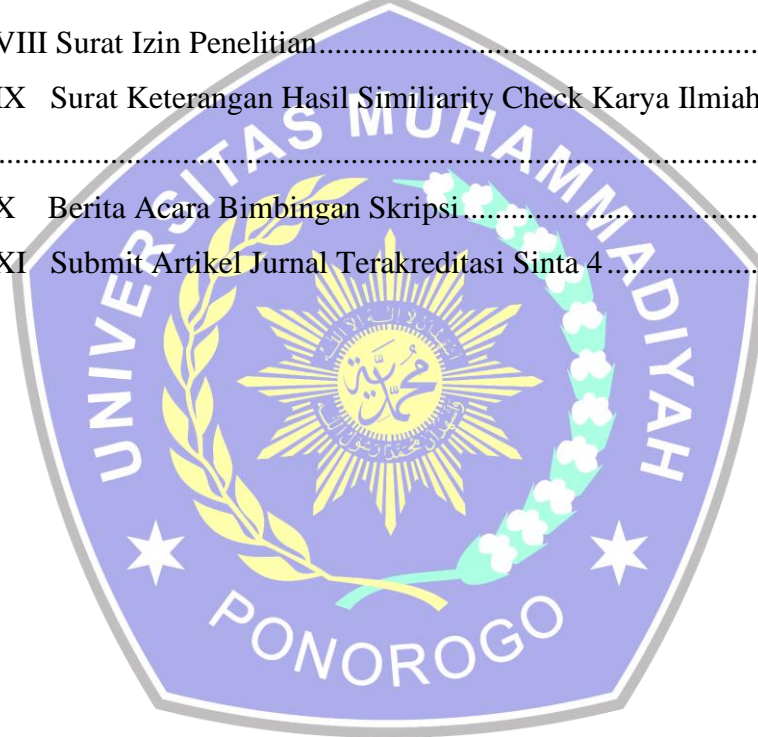 VIII Surat Izin Penelitian.......................................................
IX Surat Keterangan Hasil Similiarity Check Karya Ilmiah
...............................................................................................
X Berita Acara Bimbingan Skripsi.....................................
XI Submit Artikel Jurnal Terakreditasi Sinta 4...................
UNIVERSITAS MUHAMMADIYAH
محمدية
PONOROGO